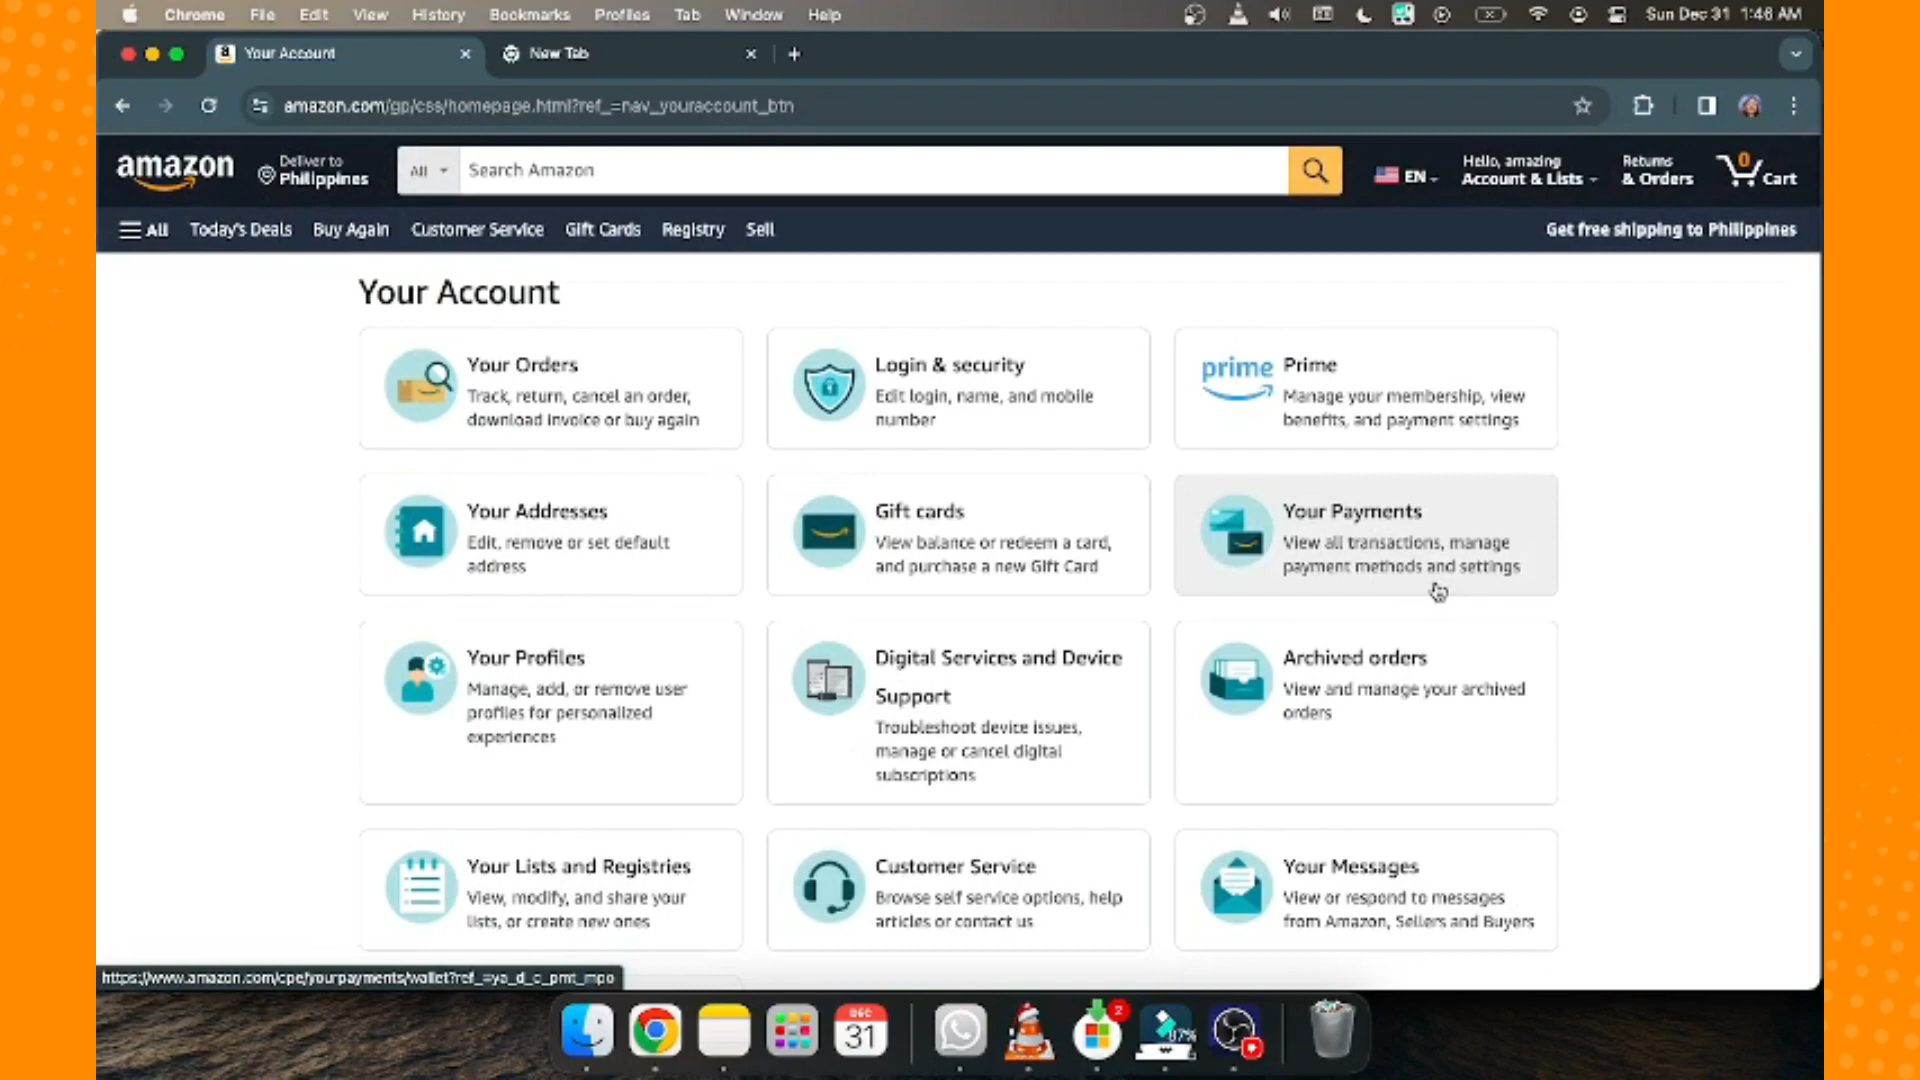 Chrome File Edit View History Bookmarks Profiles Tab Window Help
Sun Dec 31 1:46 AM
Your Account
New Tab
amazon.com/gp/css/homepage.html?ref_=nav_youraccount_btn
amazon
Deliver to
Philippines
All
Search Amazon
EN
Hello, amazing
Account & Lists
Returns
& Orders
0
Cart
All Today's Deals Buy Again Customer Service Gift Cards Registry Sell
Get free shipping to Philippines
Your Account
Your Orders
Track, return, cancel an order,
download invoice or buy again
Login & security
Edit login, name, and mobile
number
prime
Prime
Manage your membership, view
benefits, and payment settings
Your Addresses
Edit, remove or set default
address
Gift cards
View balance or redeem a card,
and purchase a new Gift Card
Your Payments
View all transactions, manage
payment methods and settings
Your Profiles
Manage, add, or remove user
profiles for personalized
experiences
Digital Services and Device
Support
Troubleshoot device issues,
manage or cancel digital
subscriptions
Archived orders
View and manage your archived
orders
Your Lists and Registries
View, modify, and share your
lists, or create new ones
Customer Service
Browse self service options, help
articles or contact us
Your Messages
View or respond to messages
from Amazon, Sellers and Buyers
https://www.amazon.com/cpe/yourpayments/wallet?ref_=ya_d_c_pmt_mpo
DEC
31
2
87%